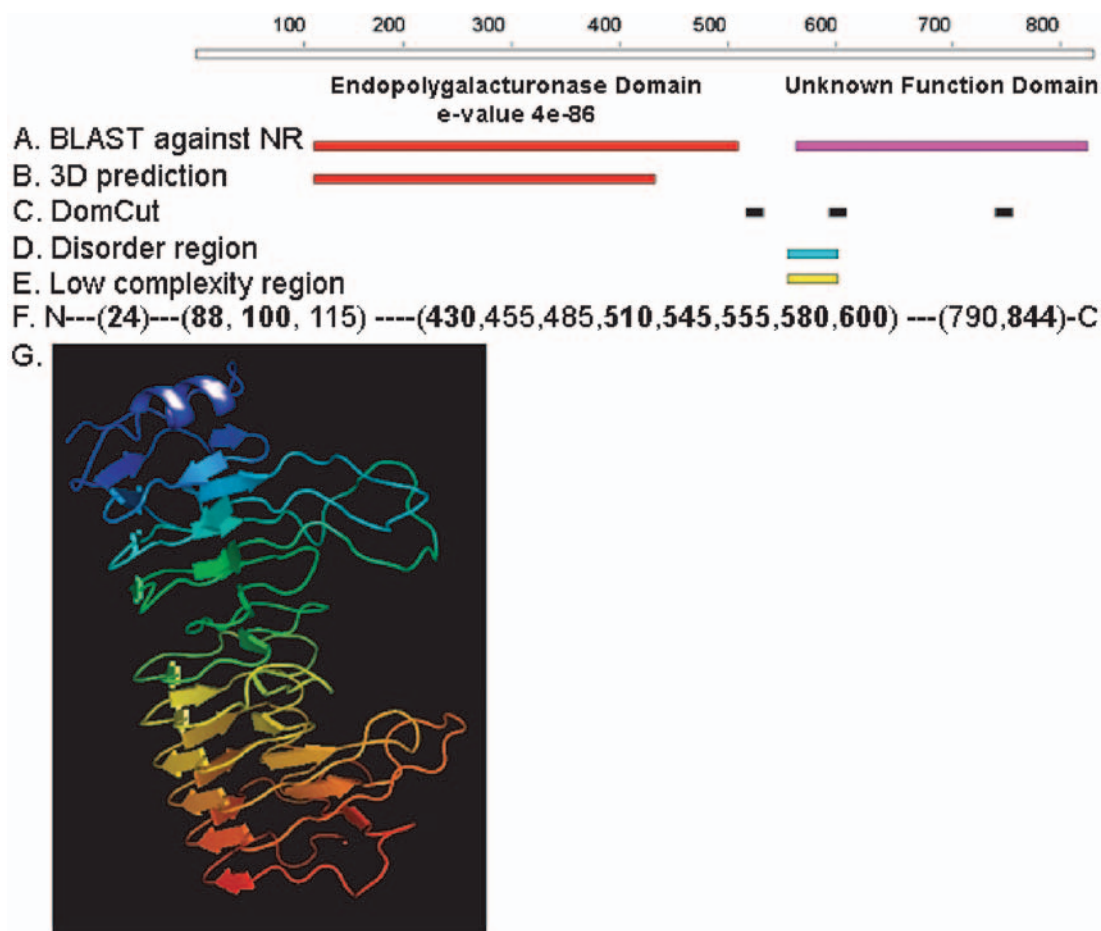 100 200 300 400 500 600 700 800
Endopolygalacturonase Domain Unknown Function Domain
e-value 4e-86
A. BLAST against NR
B. 3D prediction
C. DomCut
D. Disorder region
E. Low complexity region
F. N---(24)---(88, 100, 115) ----(430,455,485,510,545,555,580,600) ---(790,844)-C
G.